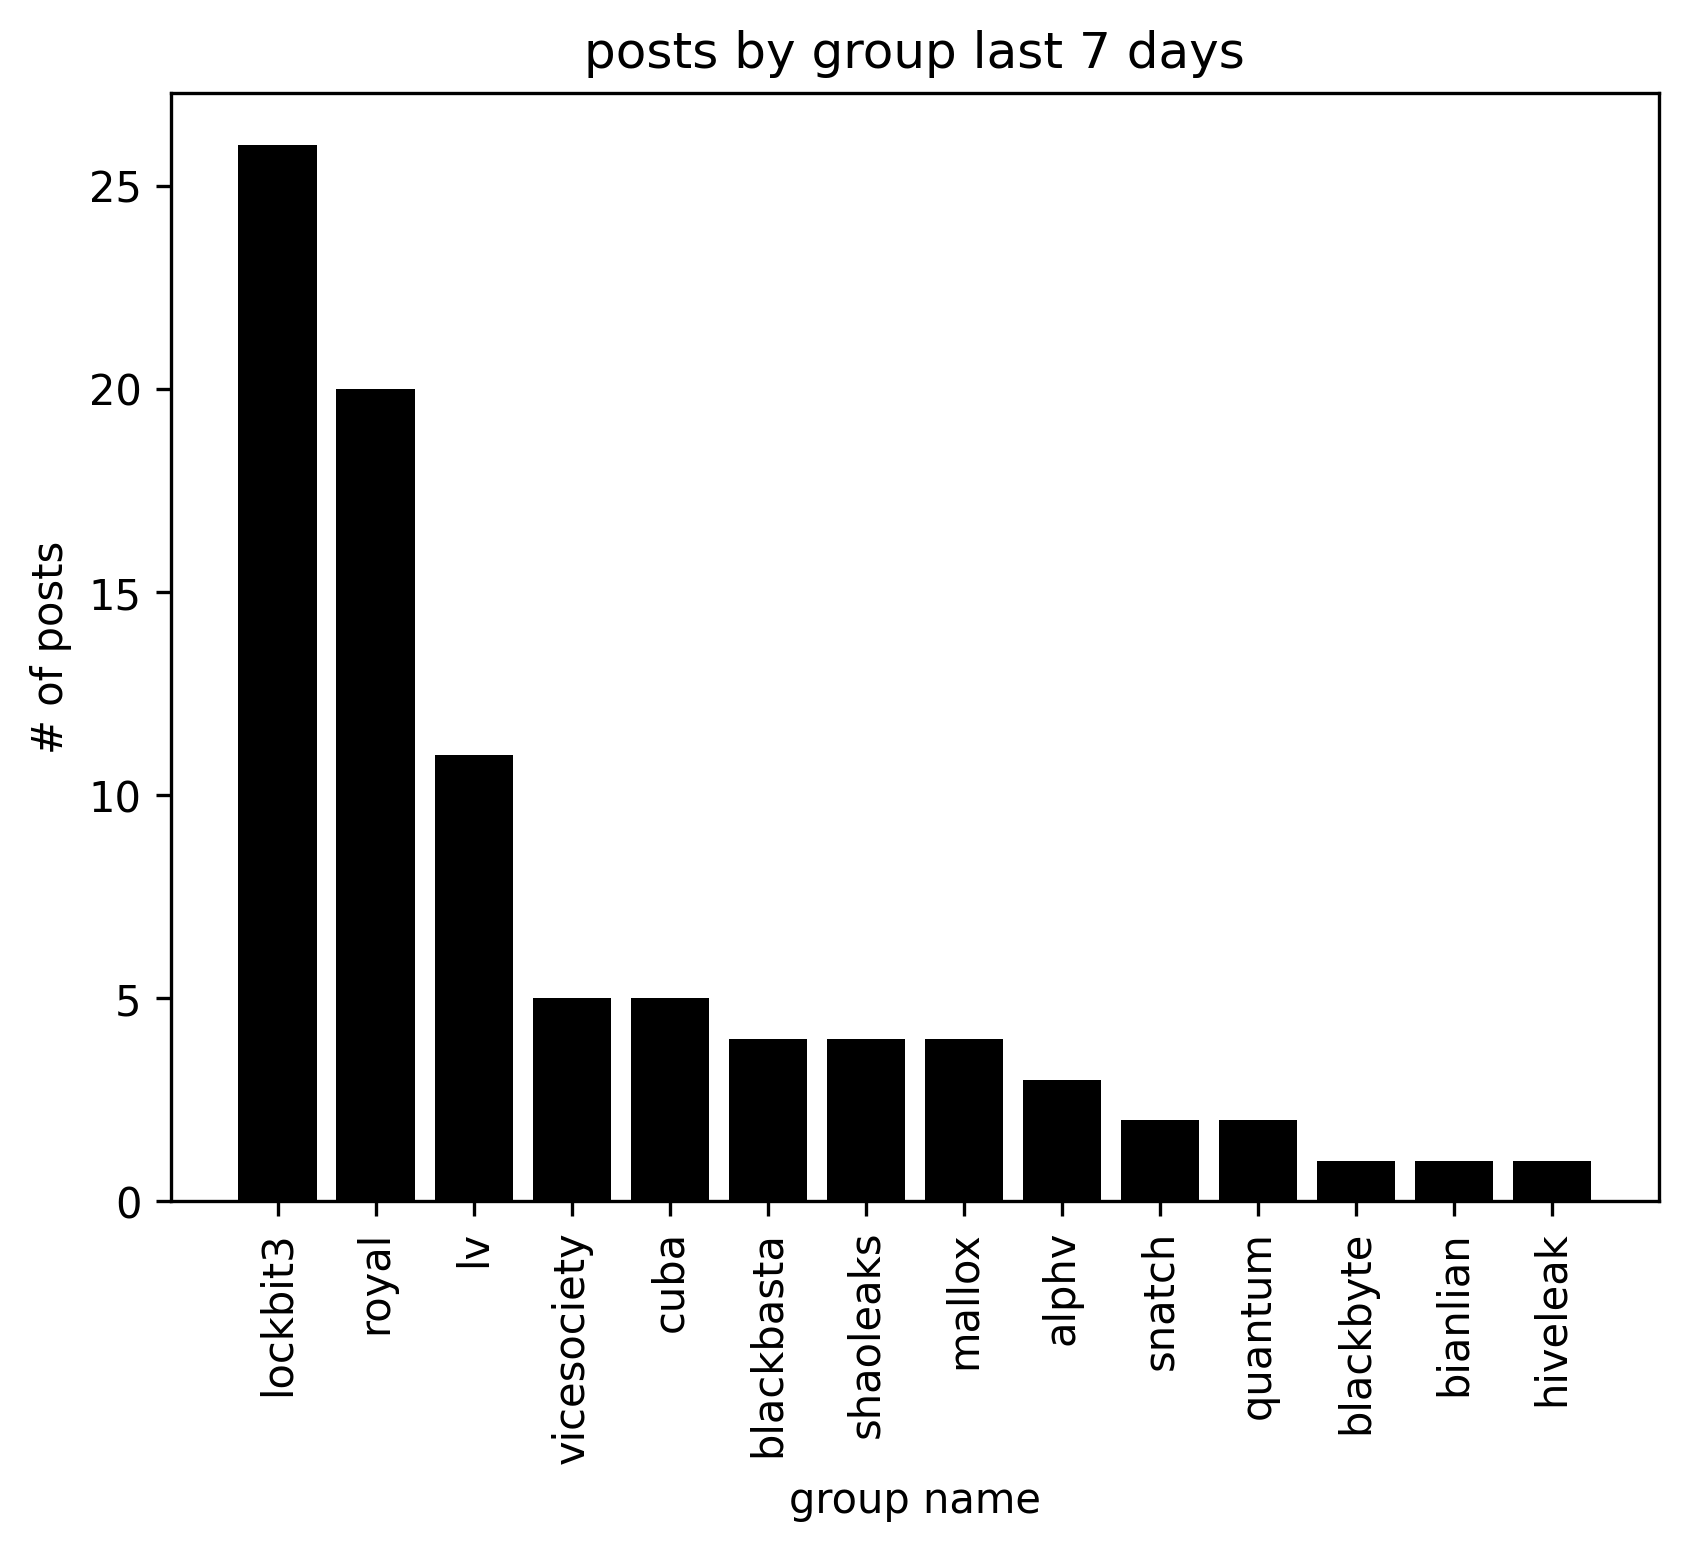 posts by group last 7 days
# of posts
25
20
15
10
5
0
lockbit3
royal
lv
vicesociety
cuba
blackbasta
shaoleaks
mallox
alphv
snatch
quantum
blackbyte
bianlian
hiveleak
group name